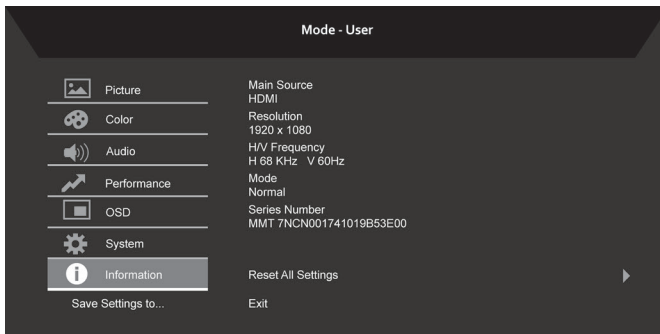 Mode - User
Picture
Color
Audio
Performance
OSD
System
Information
Save Settings to...
Main Source
HDMI
Resolution
1920 x 1080
H/V Frequency
H 68 KHz V 60Hz
Mode
Normal
Series Number
MMT 7NCN001741019B53E00
Reset All Settings
Exit